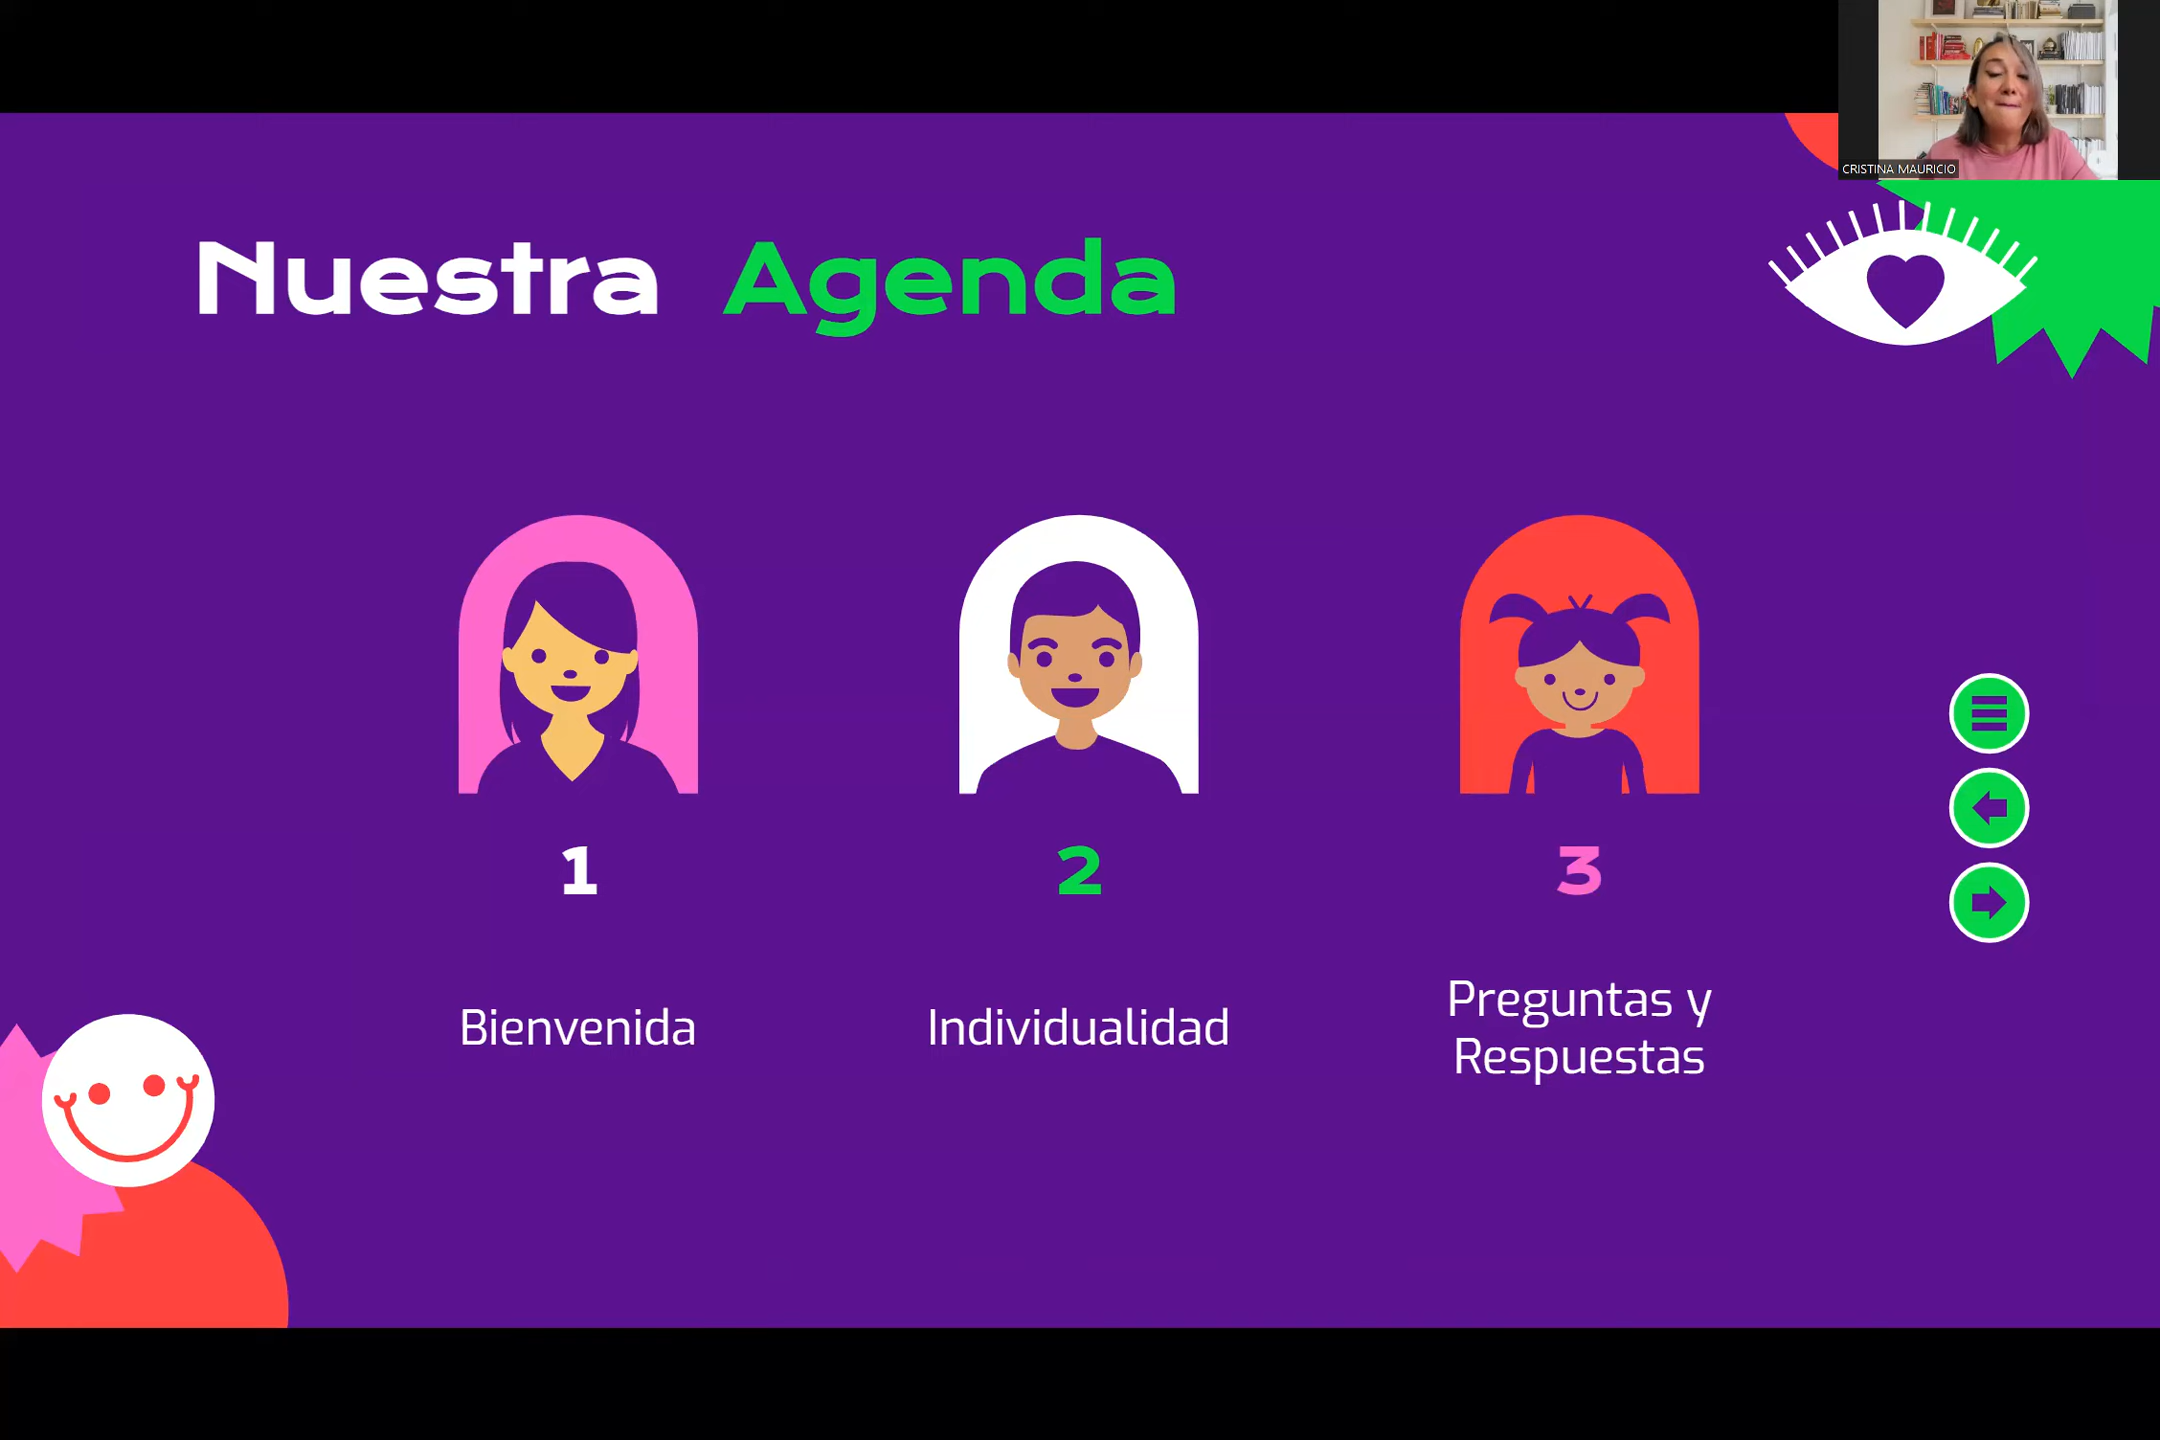 CRISTINA MAURICIO
Nuestra Agenda
1
Bienvenida
2
Individualidad
3
Preguntas y
Respuestas